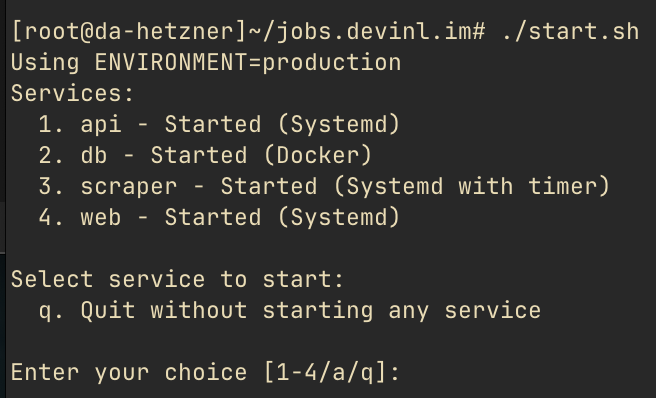 [root@da-hetzner]~/jobs.devinl.im# ./start.sh
Using ENVIRONMENT=production
Services:
  1. api - Started (Systemd)
  2. db - Started (Docker)
  3. scraper - Started (Systemd with timer)
  4. web - Started (Systemd)

Select service to start:
  q. Quit without starting any service

Enter your choice [1-4/a/q]: